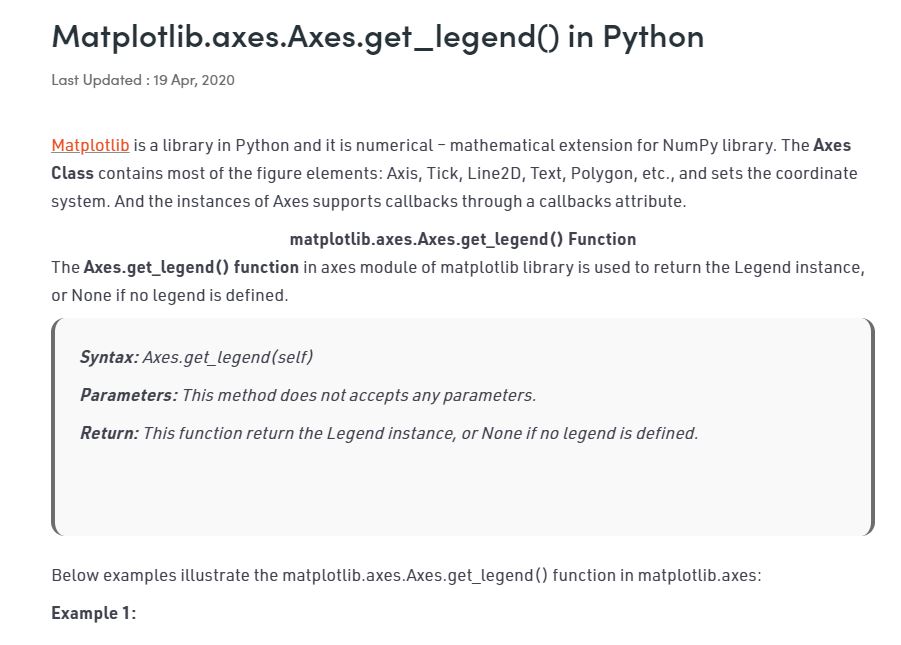 Matplotlib.axes.Axes.get_legend() in Python
Last Updated : 19 Apr, 2020
Matplotlib is a library in Python and it is numerical – mathematical extension for NumPy library. The Axes
Class contains most of the figure elements: Axis, Tick, Line2D, Text, Polygon, etc., and sets the coordinate
system. And the instances of Axes supports callbacks through a callbacks attribute.
matplotlib.axes.Axes.get_legend() Function
The Axes.get_legend() function in axes module of matplotlib library is used to return the Legend instance,
or None if no legend is defined.
Syntax: Axes.get_legend(self)
Parameters: This method does not accepts any parameters.
Return: This function return the Legend instance, or None if no legend is defined.
Below examples illustrate the matplotlib.axes.Axes.get_legend() function in matplotlib.axes:
Example 1: